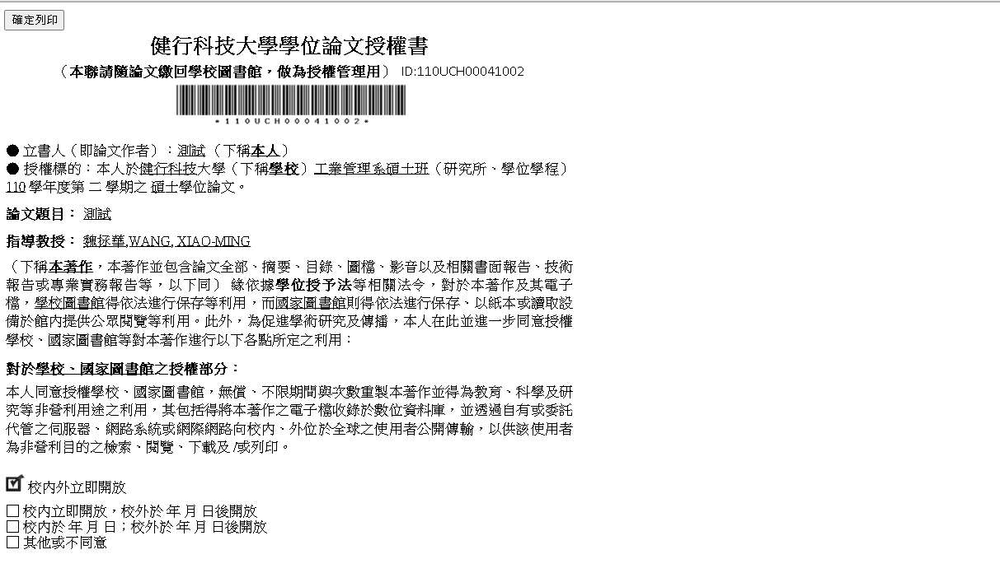 確定列印
健行科技大學學位論文授權書
（本聯請隨論文繳回學校圖書館，做為授權管理用） ID:110UCH00041002
*110UCH00041002*
● 立書人（即論文作者）：測試 （下稱本人）
● 授權標的：本人於健行科技大學（下稱學校）工業管理系碩士班（研究所、學位學程）
110 學年度第 二 學期之 碩士學位論文。
論文題目： 測試
指導教授： 魏拯華,WANG, XIAO-MING
（下稱本著作，本著作並包含論文全部、摘要、目錄、圖檔、影音以及相關書面報告、技術
報告或專業實務報告等，以下同） 緣依據學位授予法等相關法令，對於本著作及其電子
檔，學校圖書館得依法進行保存等利用，而國家圖書館則得依法進行保存、以紙本或讀取設
備於館內提供公眾閱覽等利用。此外，為促進學術研究及傳播，本人在此並進一步同意授權
學校、國家圖書館等對本著作進行以下各點所定之利用：
對於學校、國家圖書館之授權部分：
本人同意授權學校、國家圖書館，無償、不限期間與次數重製本著作並得為教育、科學及研
究等非營利用途之利用，其包括得將本著作之電子檔收錄於數位資料庫，並透過自有或委託
代管之伺服器、網路系統或網際網路向校內、外位於全球之使用者公開傳輸，以供該使用者
為非營利目的之檢索、閱覽、下載及 /或列印。
☑ 校內外立即開放
□ 校內立即開放，校外於 年 月 日後開放
□ 校內於 年 月 日；校外於 年 月 日後開放
□ 其他或不同意